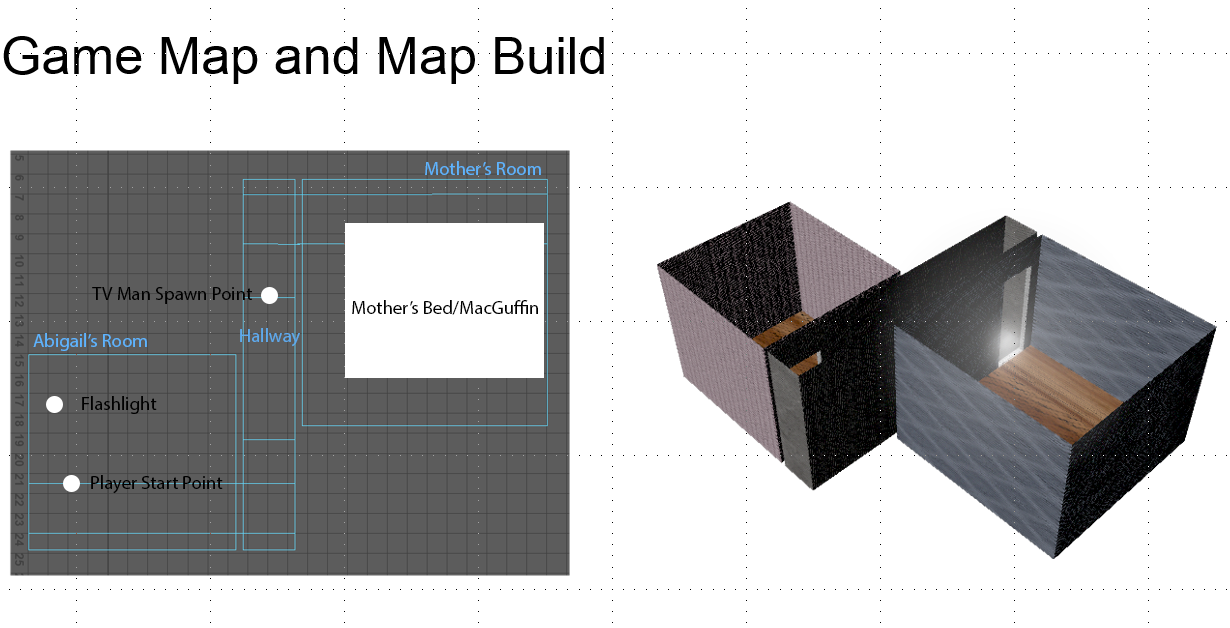 Game Map and Map Build
5
6
7
8
9
10
11
12
13
14
15
16
17
18
19
20
21
22
23
24
25
Mother's Room
TV Man Spawn Point
Mother's Bed/MacGuffin
Hallway
Abigail's Room
Flashlight
Player Start Point